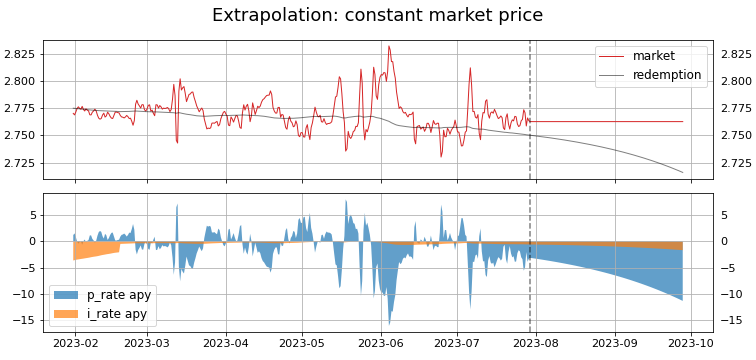 Extrapolation: constant market price
2.825 2.825
2.800 market 2.800
2.775 redemption 2.775
2.750 2.750
2.725 2.725
5 5
0 0
−5 −5
−10 p_rate apy −10
−15 i_rate apy −15
2023-02 2023-03 2023-04 2023-05 2023-06 2023-07 2023-08 2023-09 2023-10